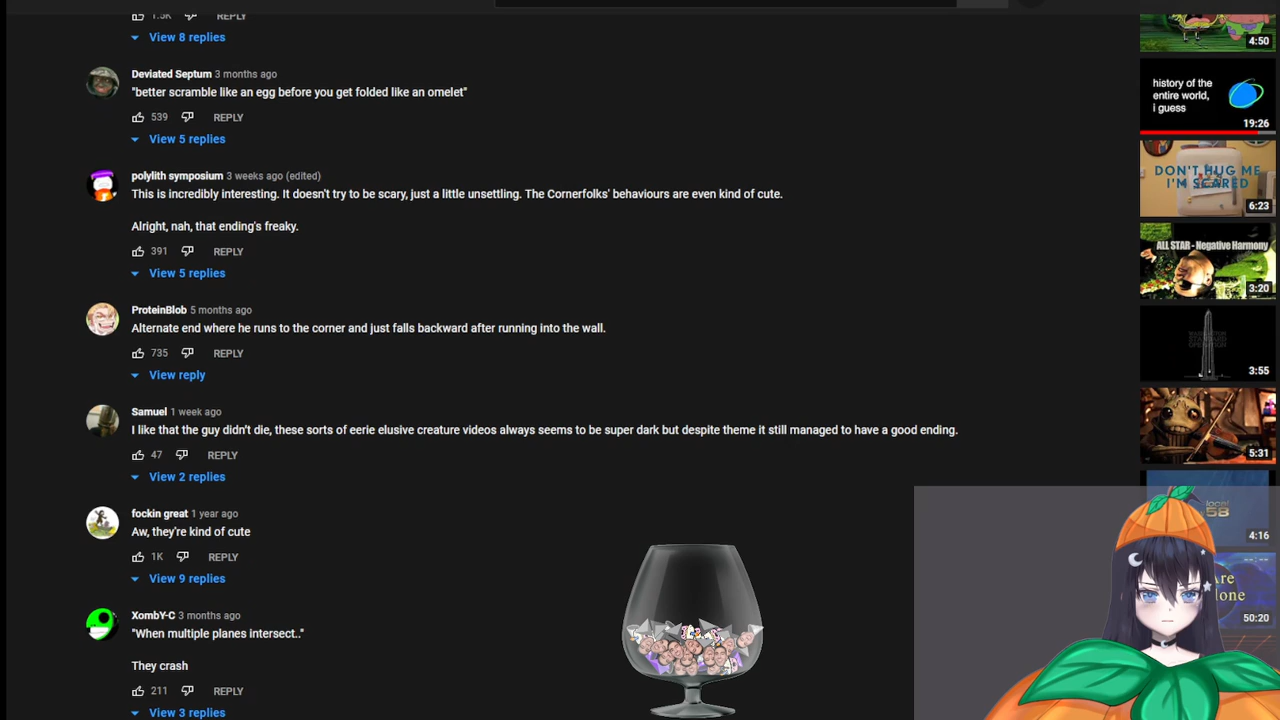 1.5K REPLY
View 8 replies
Deviated Septum 3 months ago
"better scramble like an egg before you get folded like an omelet"
539 REPLY
View 5 replies
polylith symposium 3 weeks ago (edited)
This is incredibly interesting. It doesn't try to be scary, just a little unsettling. The Cornerfolks' behaviours are even kind of cute.
Alright, nah, that ending's freaky.
391 REPLY
View 5 replies
ProteinBlob 5 months ago
Alternate end where he runs to the corner and just falls backward after running into the wall.
735 REPLY
View reply
Samuel 1 week ago
I like that the guy didn't die, these sorts of eerie elusive creature videos always seems to be super dark but despite theme it still managed to have a good ending.
47 REPLY
View 2 replies
fockin great 1 year ago
Aw, they're kind of cute
1K REPLY
View 9 replies
XombY-C 3 months ago
"When multiple planes intersect.."
They crash
211 REPLY
View 3 replies
4:50
history of the
entire world,
i guess
19:26
DON'T HUG ME
I'M SCARED
6:23
ALL STAR - Negative Harmony
3:20
3:55
5:31
local
58
4:16
Are
50:20